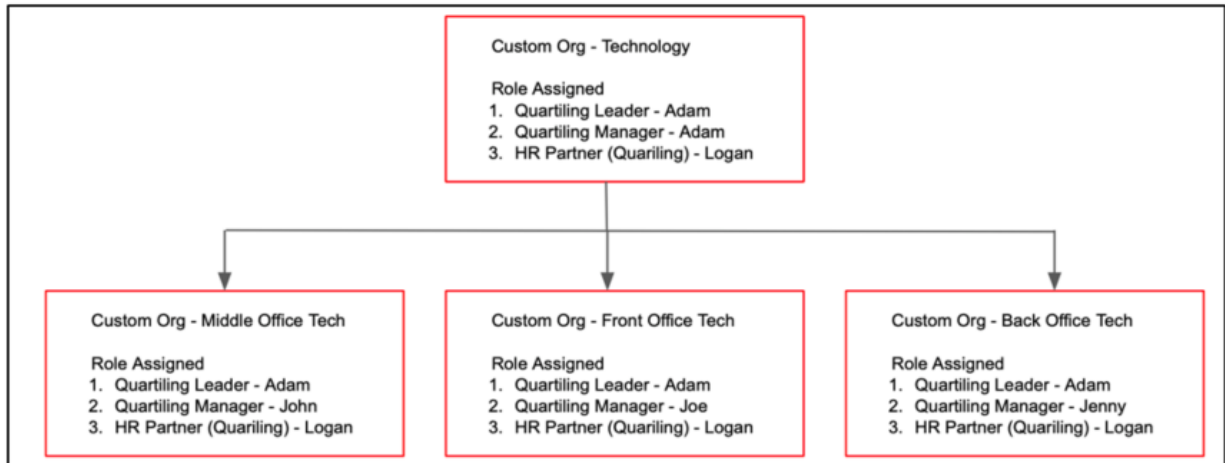 Custom Org - Technology
Role Assigned
1. Quartiling Leader - Adam
2. Quartiling Manager - Adam
3. HR Partner (Quariling) - Logan
Custom Org - Middle Office Tech
Role Assigned
1. Quartiling Leader - Adam
2. Quartiling Manager - John
3. HR Partner (Quariling) - Logan
Custom Org - Front Office Tech
Role Assigned
1. Quartiling Leader - Adam
2. Quartiling Manager - Joe
3. HR Partner (Quariling) - Logan
Custom Org - Back Office Tech
Role Assigned
1. Quartiling Leader - Adam
2. Quartiling Manager - Jenny
3. HR Partner (Quariling) - Logan